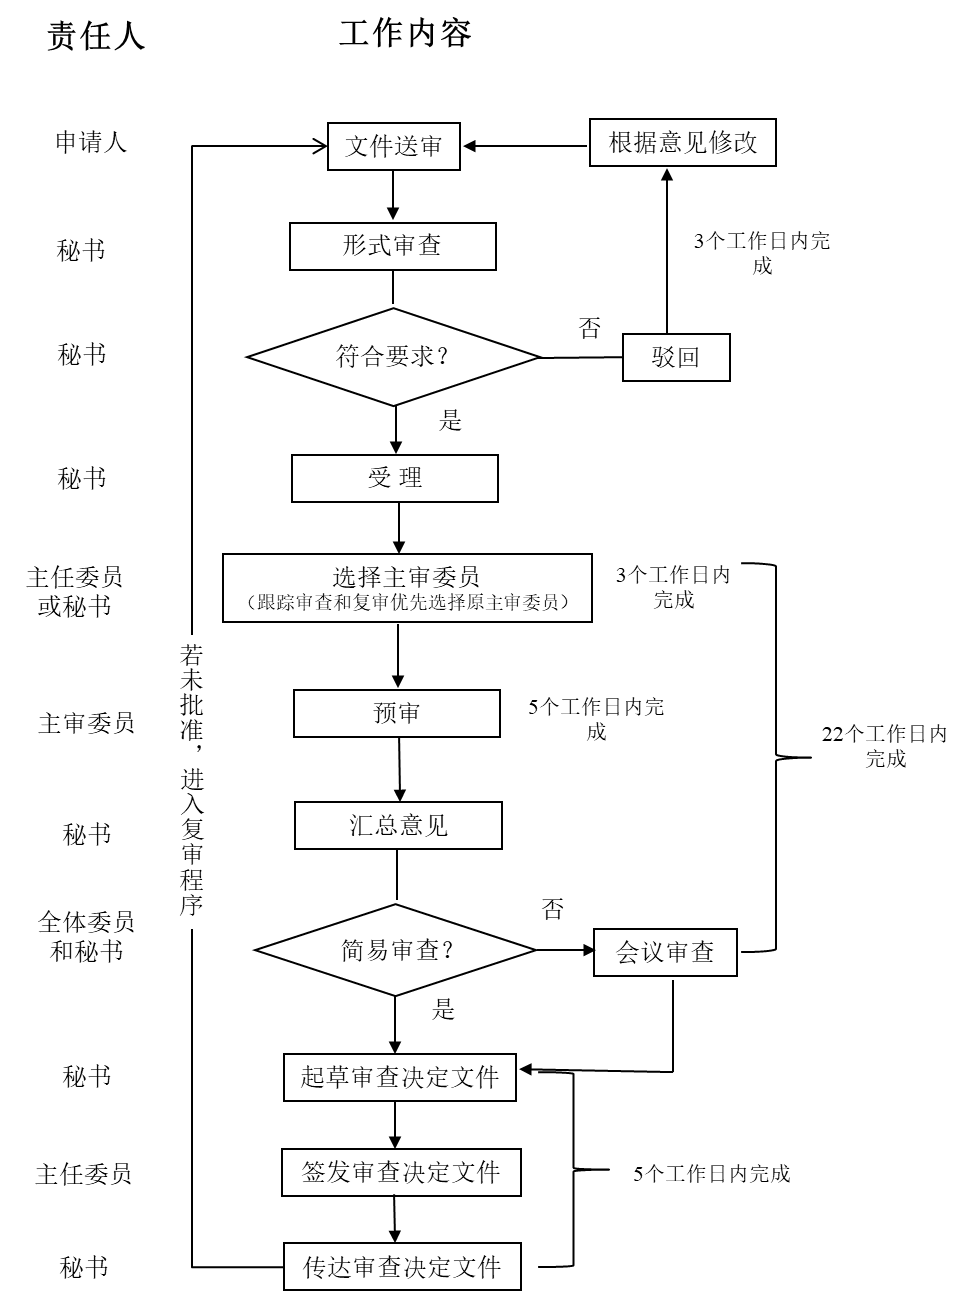 责任人
工作内容
申请人
文件送审
根据意见修改
秘书
形式审查
3个工作日内完
成
秘书
符合要求?
否
驳回
是
秘书
受 理
主任委员
或秘书
选择主审委员
（跟踪审查和复审优先选择原主审委员）
3个工作日内
完成
若未批准，进入复审程序
主审委员
预审
5个工作日内完
成
22个工作日内
完成
秘书
汇总意见
全体委员
和秘书
简易审查?
否
会议审查
是
秘书
起草审查决定文件
主任委员
签发审查决定文件
5个工作日内完成
秘书
传达审查决定文件